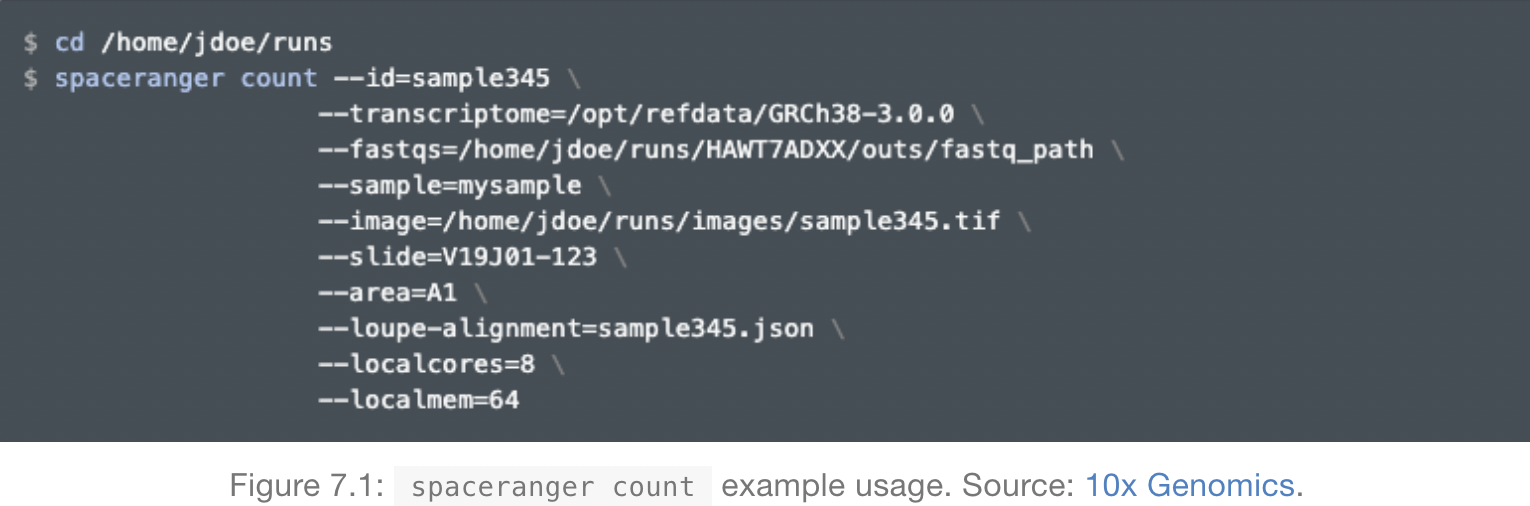 $ cd /home/jdoe/runs
$ spaceranger count --id=sample345 \
--transcriptome=/opt/refdata/GRCh38-3.0.0 \
--fastqs=/home/jdoe/runs/HAWT7ADXX/outs/fastq_path \
--sample=mysample \
--image=/home/jdoe/runs/images/sample345.tif \
--slide=V19J01-123 \
--area=A1 \
--loupe-alignment=sample345.json \
--localcores=8 \
--localmem=64
Figure 7.1: spaceranger count example usage. Source: 10x Genomics.